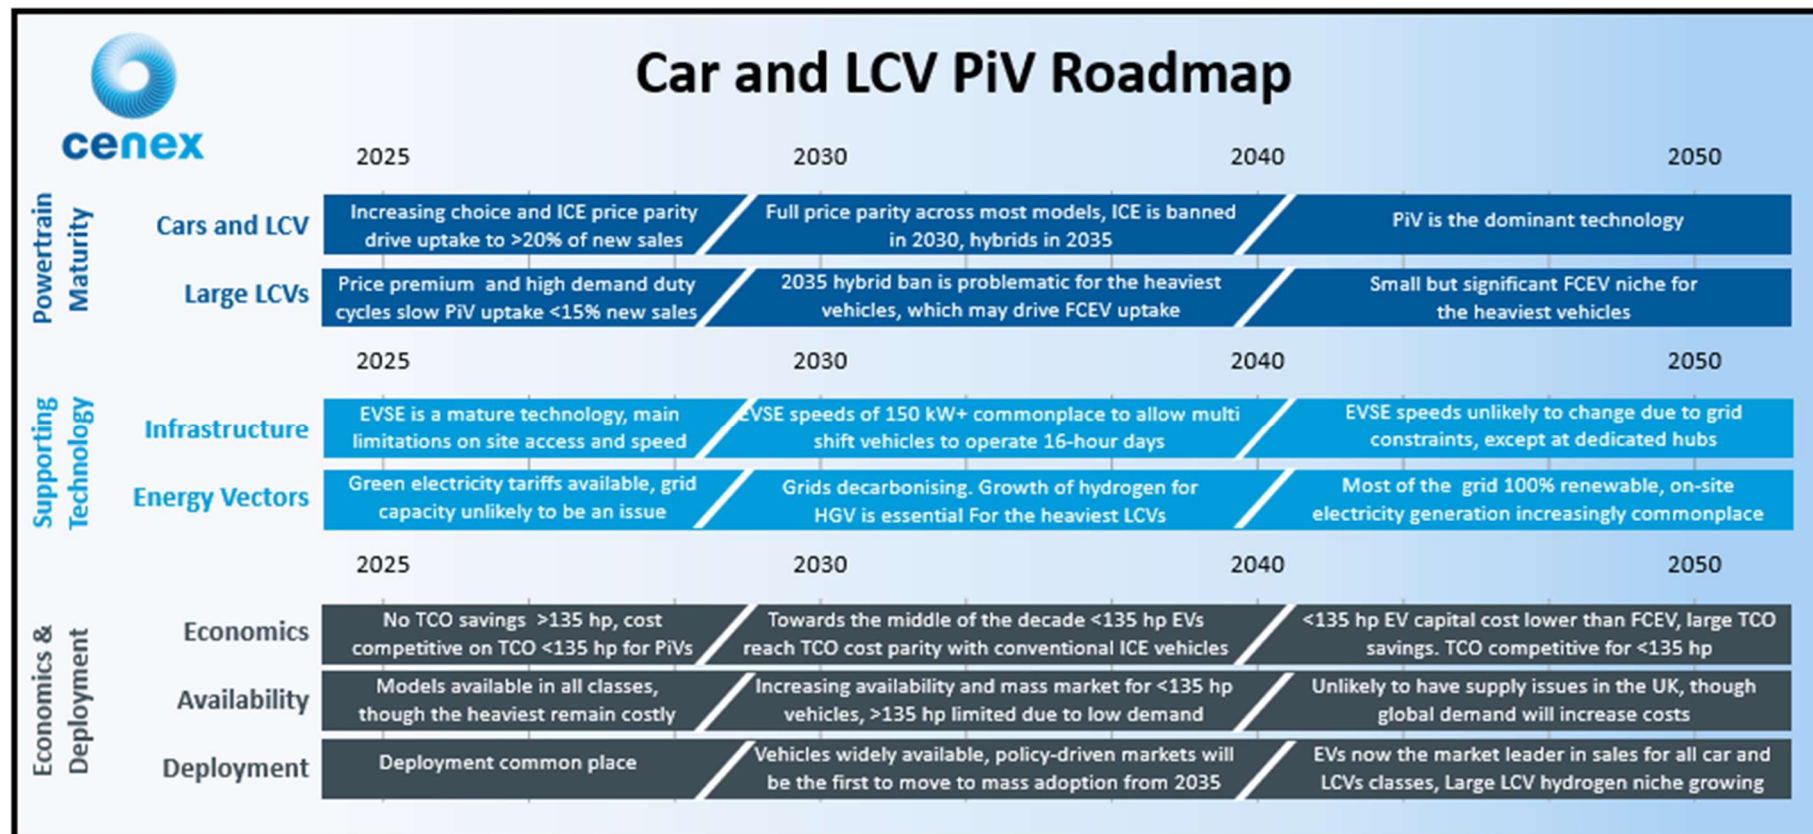 cenex
Car and LCV PiV Roadmap
2025 2030 2040 2050
Powertrain
Maturity
Cars and LCV
Increasing choice and ICE price parity
drive uptake to >20% of new sales
Full price parity across most models, ICE is banned
in 2030, hybrids in 2035
PiV is the dominant technology
Large LCVs
Price premium and high demand duty
cycles slow PiV uptake <15% new sales
2035 hybrid ban is problematic for the heaviest
vehicles, which may drive FCEV uptake
Small but significant FCEV niche for
the heaviest vehicles
2025 2030 2040 2050
Supporting
Technology
Infrastructure
EVSE is a mature technology, main
limitations on site access and speed
EVSE speeds of 150 kW+ commonplace to allow multi
shift vehicles to operate 16-hour days
EVSE speeds unlikely to change due to grid
constraints, except at dedicated hubs
Energy Vectors
Green electricity tariffs available, grid
capacity unlikely to be an issue
Grids decarbonising. Growth of hydrogen for
HGV is essential For the heaviest LCVs
Most of the grid 100% renewable, on-site
electricity generation increasingly commonplace
2025 2030 2040 2050
Economics &
Deployment
Economics
No TCO savings >135 hp, cost
competitive on TCO <135 hp for PiVs
Towards the middle of the decade <135 hp EVs
reach TCO cost parity with conventional ICE vehicles
<135 hp EV capital cost lower than FCEV, large TCO
savings. TCO competitive for <135 hp
Availability
Models available in all classes,
though the heaviest remain costly
Increasing availability and mass market for <135 hp
vehicles, >135 hp limited due to low demand
Unlikely to have supply issues in the UK, though
global demand will increase costs
Deployment
Deployment common place
Vehicles widely available, policy-driven markets will
be the first to move to mass adoption from 2035
EVs now the market leader in sales for all car and
LCVs classes, Large LCV hydrogen niche growing